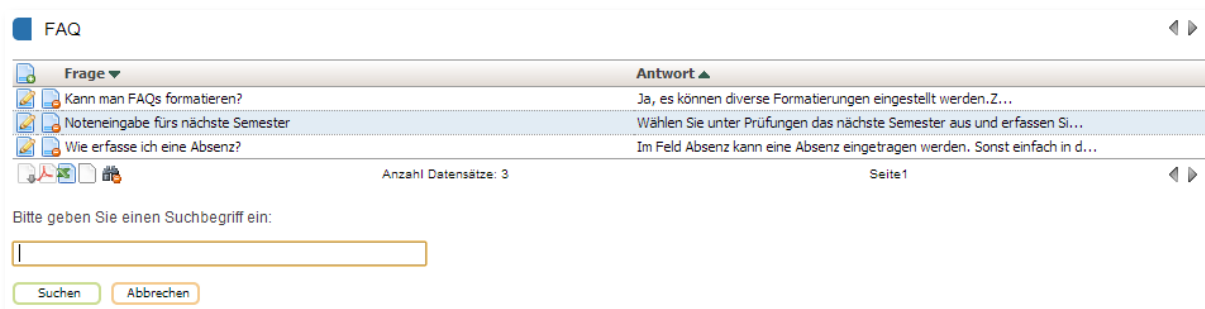 FAQ
Frage Antwort
Kann man FAQs formatieren? Ja, es können diverse Formatierungen eingestellt werden.Z...
Noteneingabe fürs nächste Semester Wählen Sie unter Prüfungen das nächste Semester aus und erfassen Si...
Wie erfasse ich eine Absenz? Im Feld Absenz kann eine Absenz eingetragen werden. Sonst einfach in d...
Anzahl Datensätze: 3 Seite1
Bitte geben Sie einen Suchbegriff ein:
Suchen Abbrechen